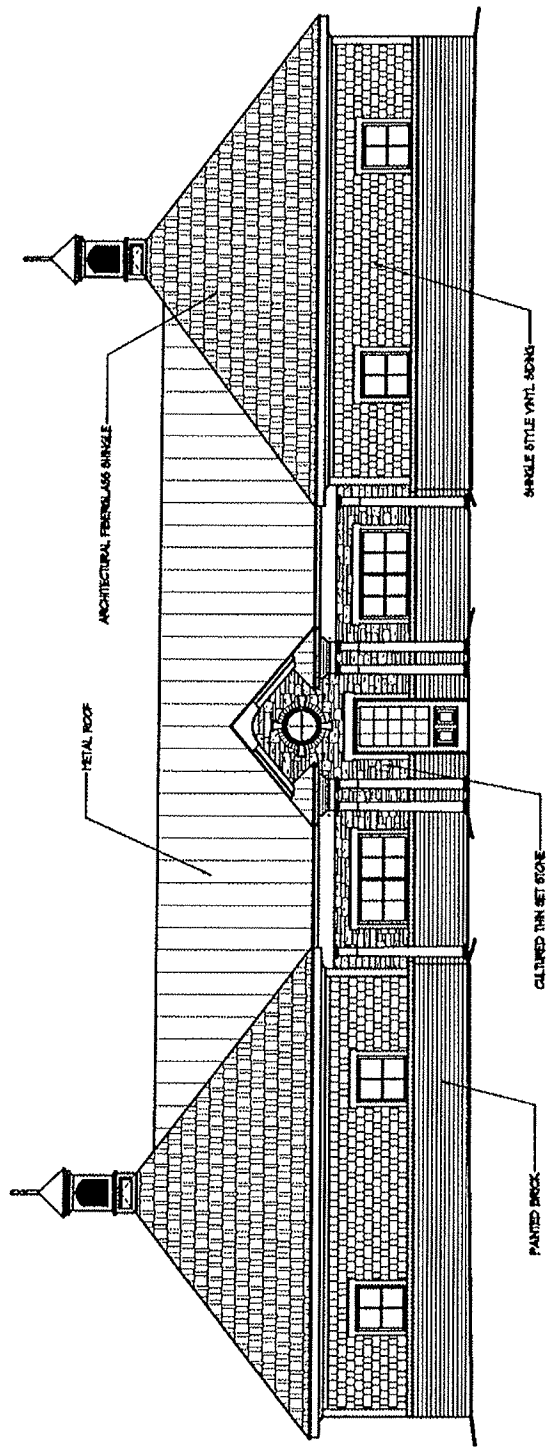 METAL ROOF
ARCHITECTURAL FIBERGLASS SHINGLE
PAINTED BRICK
CULTURED THIN SET STONE
SHINGLE STYLE VINYL SIDING